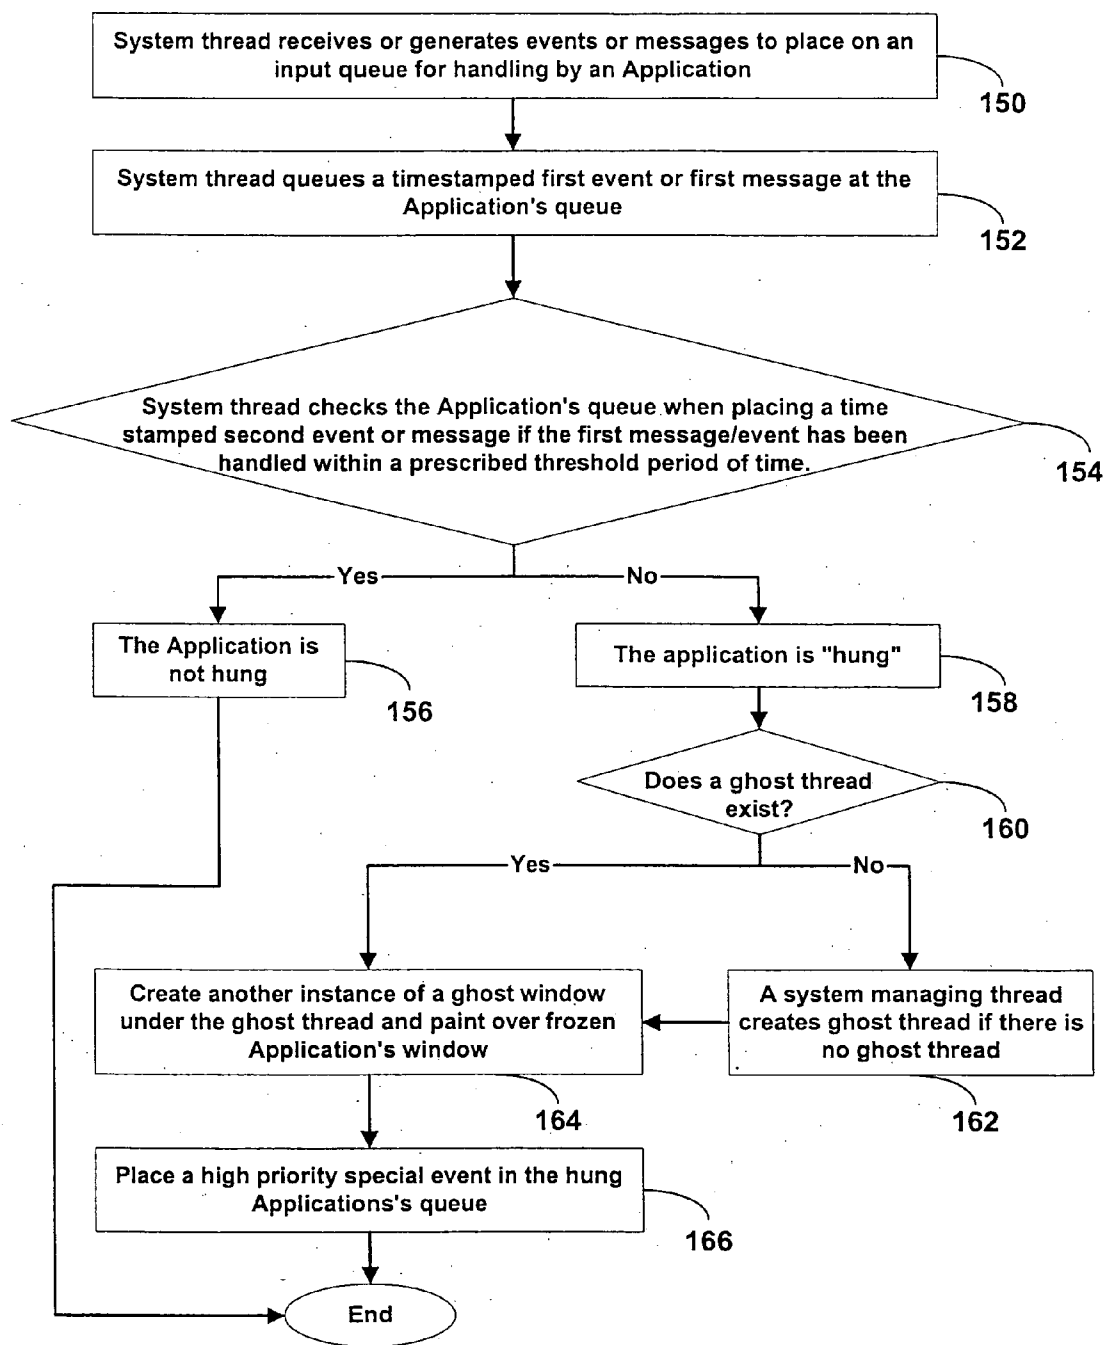 System thread receives or generates events or messages to place on an
input queue for handling by an Application
150
System thread queues a timestamped first event or first message at the
Application's queue
152
System thread checks the Application's queue when placing a time
stamped second event or message if the first message/event has been
handled within a prescribed threshold period of time.
154
Yes
No
The Application is
not hung
156
The application is "hung"
158
Does a ghost thread
exist?
160
Yes
No
Create another instance of a ghost window
under the ghost thread and paint over frozen
Application's window
164
A system managing thread
creates ghost thread if there is
no ghost thread
162
Place a high priority special event in the hung
Applications's queue
166
End